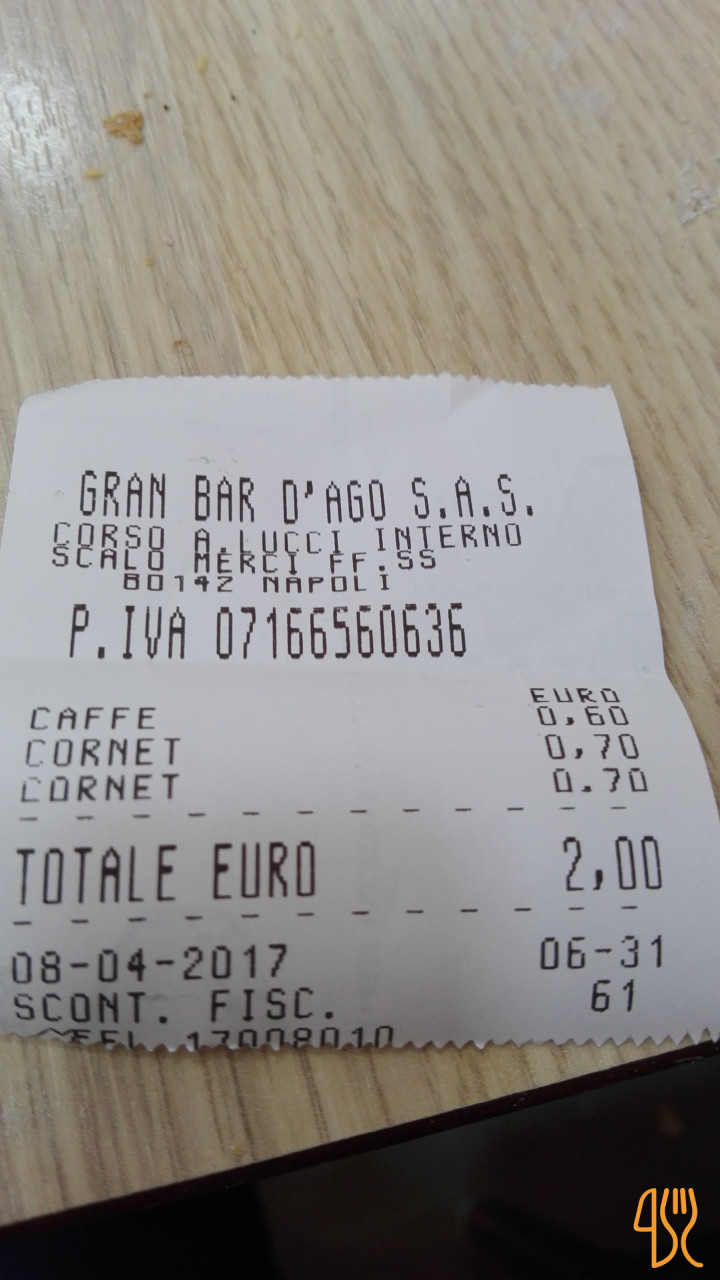 GRAN BAR D'AGO S.A.S.
CORSO A.LUCCI INTERNO
SCALO MERCI FF.SS
80142 NAPOLI
P.IVA 07166560636
EURO
CAFFE 0,60
CORNET 0,70
CORNET 0.70
TOTALE EURO 2,00
08-04-2017 06-31
SCONT. FISC. 61
17008010